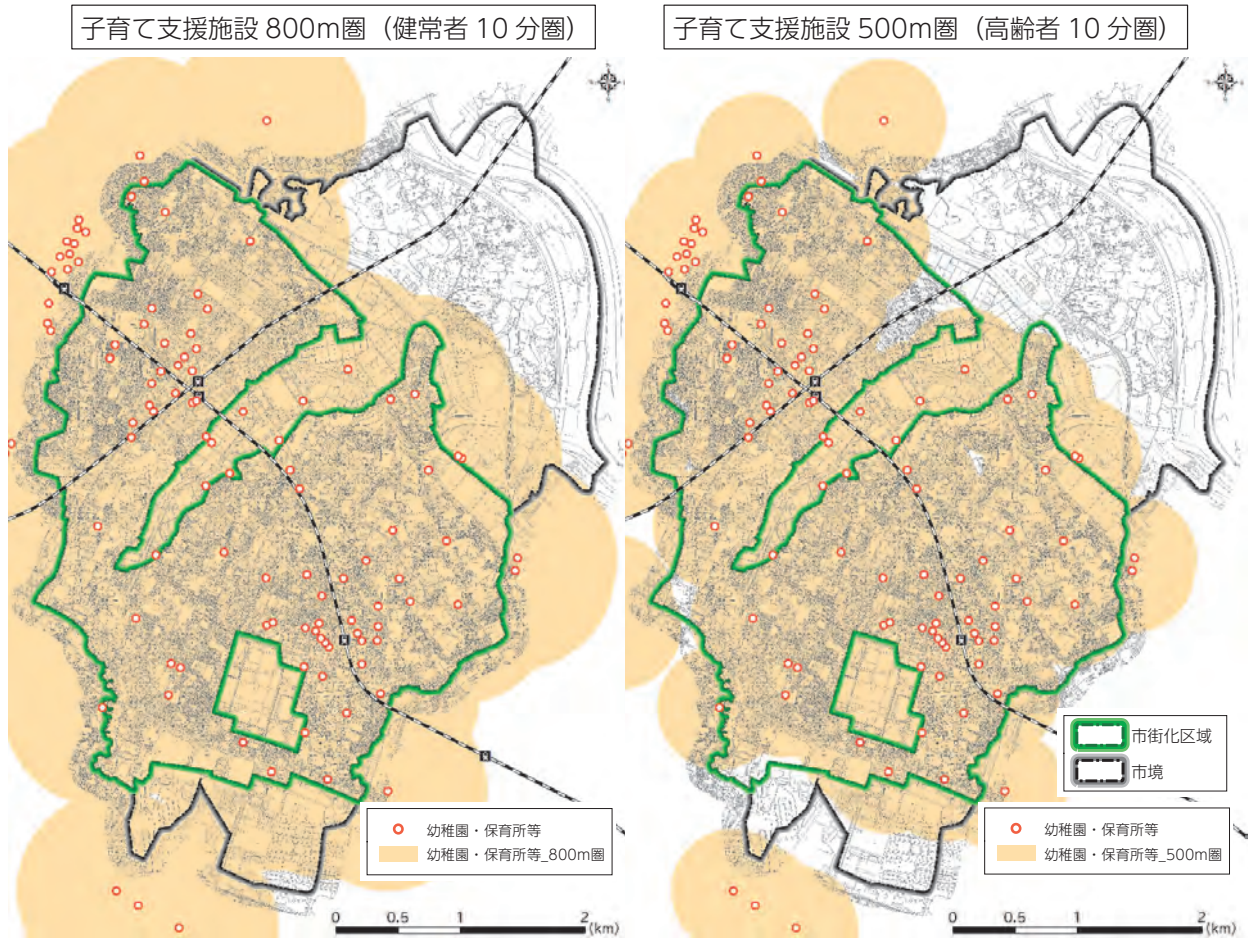 子育て支援施設 800m圏（健常者 10 分圏）
子育て支援施設 500m圏（高齢者 10 分圏）
市街化区域
市境
幼稚園・保育所等
幼稚園・保育所等_800m圏
幼稚園・保育所等
幼稚園・保育所等_500m圏
0 0.5 1 2 (km)
0 0.5 1 2 (km)